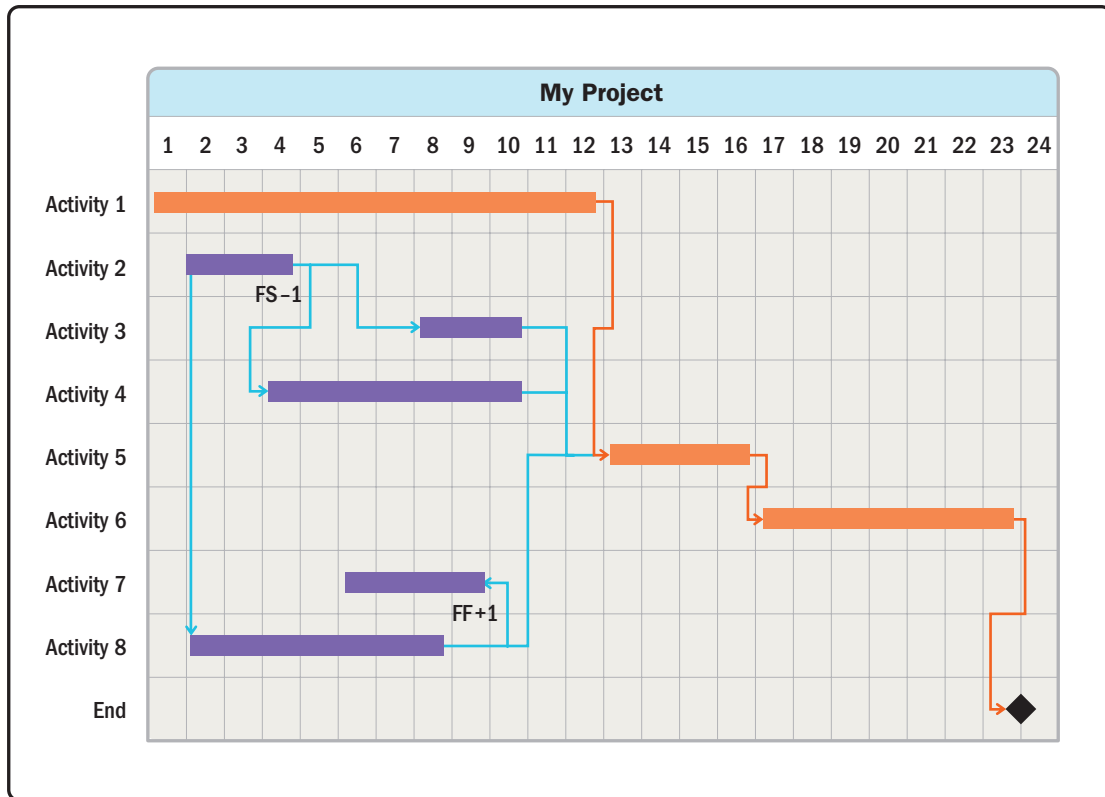 My Project
1 2 3 4 5 6 7 8 9 10 11 12 13 14 15 16 17 18 19 20 21 22 23 24
Activity 1
Activity 2
FS–1
Activity 3
Activity 4
Activity 5
Activity 6
Activity 7
FF+1
Activity 8
End